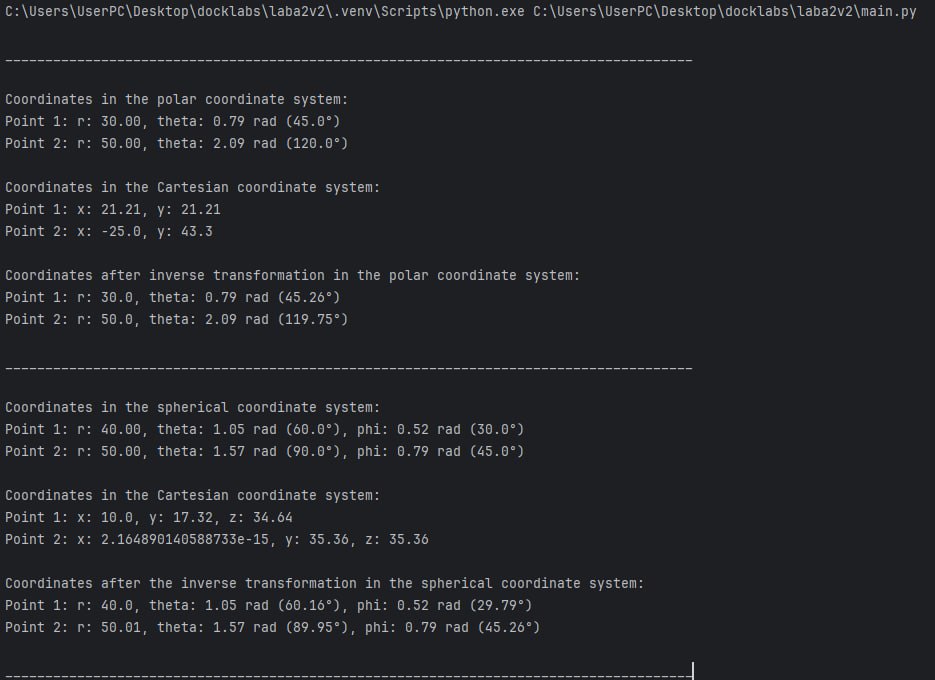 C:\Users\UserPC\Desktop\docklabs\laba2v2\.venv\Scripts\python.exe C:\Users\UserPC\Desktop\docklabs\laba2v2\main.py
______________________________________________________________________________________
Coordinates in the polar coordinate system:
Point 1: r: 30.00, theta: 0.79 rad (45.0°)
Point 2: r: 50.00, theta: 2.09 rad (120.0°)
Coordinates in the Cartesian coordinate system:
Point 1: x: 21.21, y: 21.21
Point 2: x: -25.0, y: 43.3
Coordinates after inverse transformation in the polar coordinate system:
Point 1: r: 30.0, theta: 0.79 rad (45.26°)
Point 2: r: 50.0, theta: 2.09 rad (119.75°)
______________________________________________________________________________________
Coordinates in the spherical coordinate system:
Point 1: r: 40.00, theta: 1.05 rad (60.0°), phi: 0.52 rad (30.0°)
Point 2: r: 50.00, theta: 1.57 rad (90.0°), phi: 0.79 rad (45.0°)
Coordinates in the Cartesian coordinate system:
Point 1: x: 10.0, y: 17.32, z: 34.64
Point 2: x: 2.164890140588733e-15, y: 35.36, z: 35.36
Coordinates after the inverse transformation in the spherical coordinate system:
Point 1: r: 40.0, theta: 1.05 rad (60.16°), phi: 0.52 rad (29.79°)
Point 2: r: 50.01, theta: 1.57 rad (89.95°), phi: 0.79 rad (45.26°)
______________________________________________________________________________________